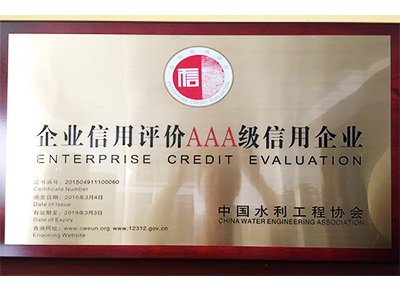 信
企业信用评价AAA级信用企业
ENTERPRISE CREDIT EVALUATION
证书编号：201504911100060
Certificate Number
颁发日期：2016年3月4日
Date of Issue
有效期至：2019年3月3日
Date of Expiry
查询网址：www.cweun.org www.12312.gov.cn
Enquiring Website
中国水利工程协会
CHINA WATER ENGINEERING ASSOCIATION